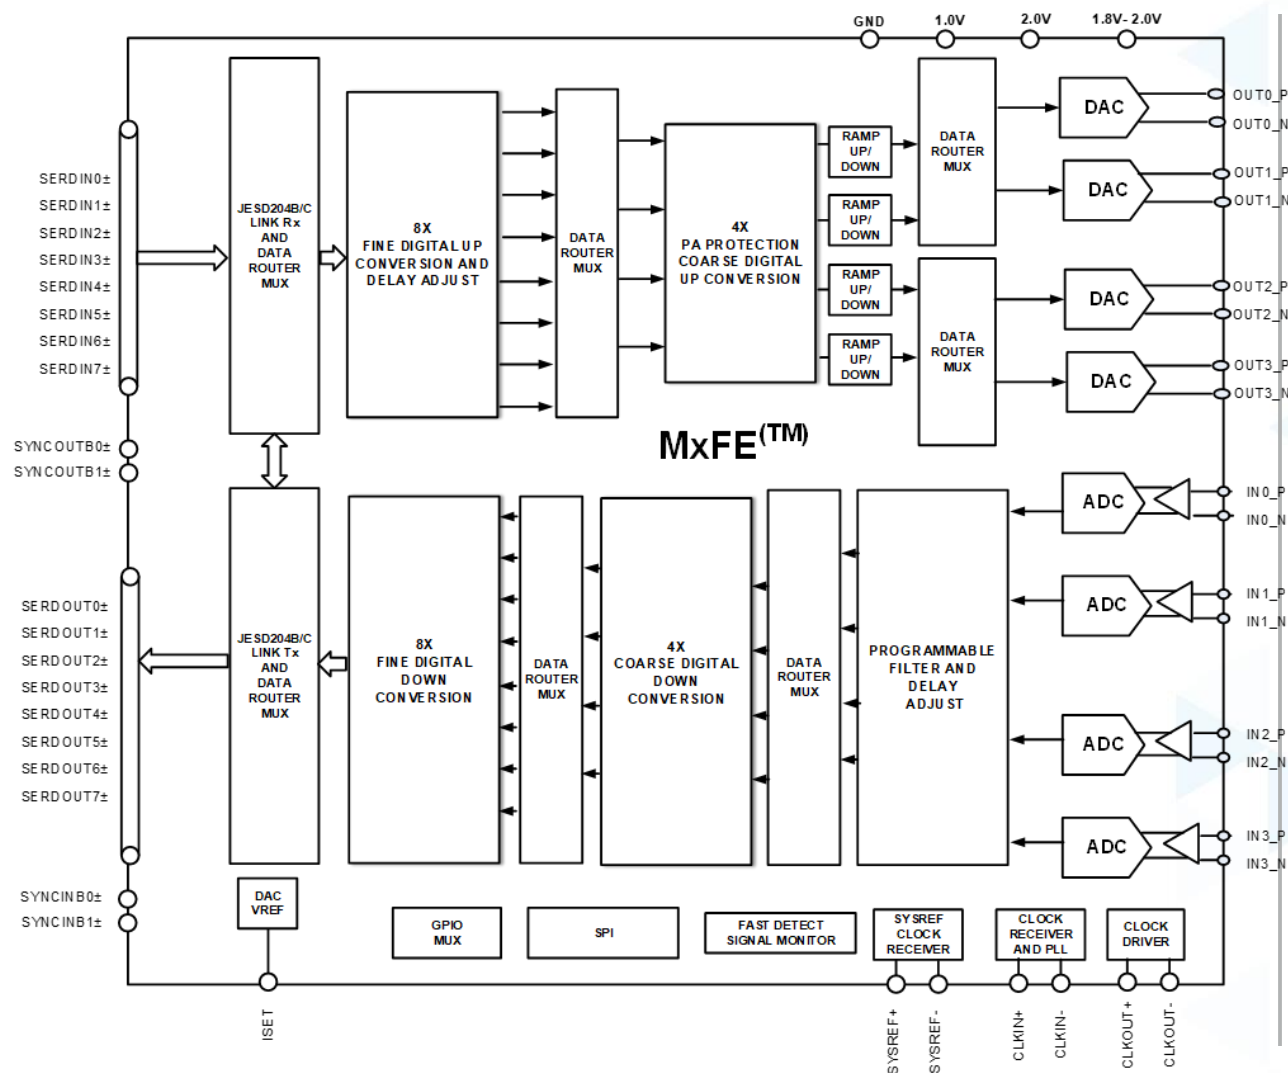 GND
1.0V
2.0V
1.8V- 2.0V
SERDIN0±
SERDIN1±
SERDIN2±
SERDIN3±
SERDIN4±
SERDIN5±
SERDIN6±
SERDIN7±
SYNCOUTB0±
SYNCOUTB1±
JESD204B/C
LINK Rx
AND
DATA
ROUTER
MUX
8X
FINE DIGITAL UP
CONVERSION AND
DELAY ADJUST
DATA
ROUTER
MUX
4X
PA PROTECTION
COARSE DIGITAL
UP CONVERSION
RAMP
UP/
DOWN
RAMP
UP/
DOWN
RAMP
UP/
DOWN
RAMP
UP/
DOWN
DATA
ROUTER
MUX
DATA
ROUTER
MUX
DAC
DAC
DAC
DAC
OUT0_P
OUT0_N
OUT1_P
OUT1_N
OUT2_P
OUT2_N
OUT3_P
OUT3_N
MxFE(TM)
SERDOUT0±
SERDOUT1±
SERDOUT2±
SERDOUT3±
SERDOUT4±
SERDOUT5±
SERDOUT6±
SERDOUT7±
SYNCINB0±
SYNCINB1±
JESD204B/C
LINK Tx
AND
DATA
ROUTER
MUX
8X
FINE DIGITAL
DOWN
CONVERSION
DATA
ROUTER
MUX
4X
COARSE DIGITAL
DOWN
CONVERSION
DATA
ROUTER
MUX
PROGRAMMABLE
FILTER AND
DELAY
ADJUST
ADC
ADC
ADC
ADC
IN0_P
IN0_N
IN1_P
IN1_N
IN2_P
IN2_N
IN3_P
IN3_N
DAC
VREF
GPIO
MUX
SPI
FAST DETECT
SIGNAL MONITOR
SYSREF
CLOCK
RECEIVER
CLOCK
RECEIVER
AND PLL
CLOCK
DRIVER
ISET
SYSREF+
SYSREF-
CLKIN+
CLKIN-
CLKOUT+
CLKOUT-